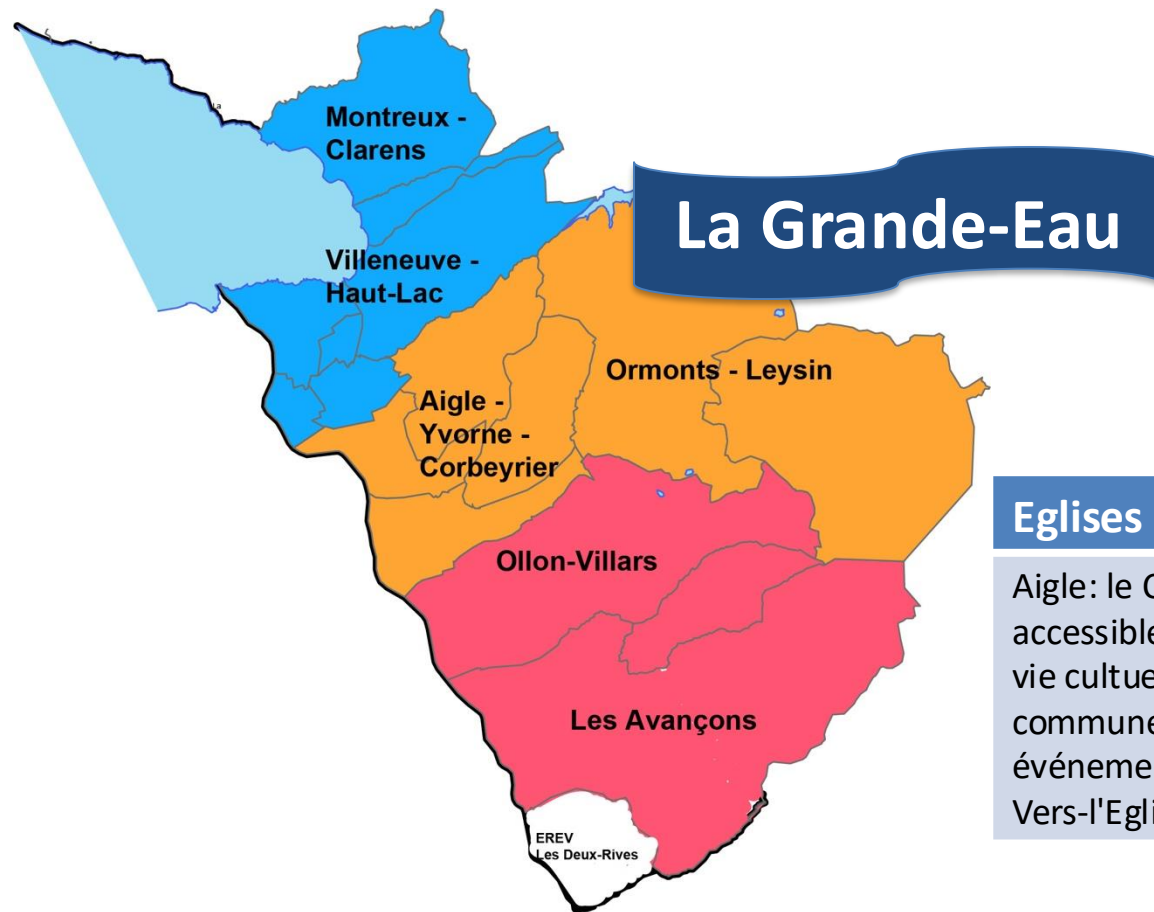 La
Montreux -
Clarens
La Grande-Eau
Villeneuve -
Haut-Lac
Ormonts - Leysin
Aigle -
Yvorne -
Corbeyrier
Eglises
Ollon-Villars
Aigle: le
accessible
vie cultue
commune
événeme
Vers-l'Egli
Les Avançons
EREV
Les Deux-Rives